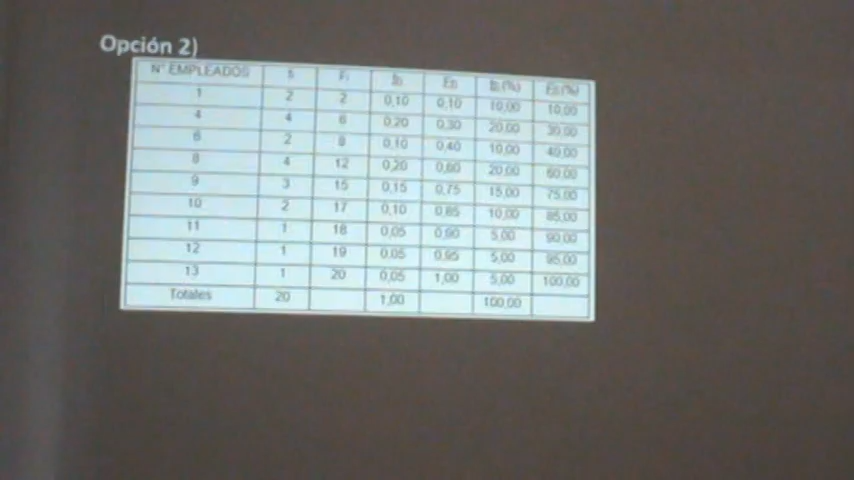 Opción 2)
N° EMPLEADOS fi Fi fri Fri fri (%) Fri (%)
1 2 2 0,10 0,10 10,00 10,00
4 4 6 0,20 0,30 20,00 30,00
6 2 8 0,10 0,40 10,00 40,00
8 4 12 0,20 0,60 20,00 60,00
9 3 15 0,15 0,75 15,00 75,00
10 2 17 0,10 0,85 10,00 85,00
11 1 18 0,05 0,90 5,00 90,00
12 1 19 0,05 0,95 5,00 95,00
13 1 20 0,05 1,00 5,00 100,00
Totales 20 1,00 100,00